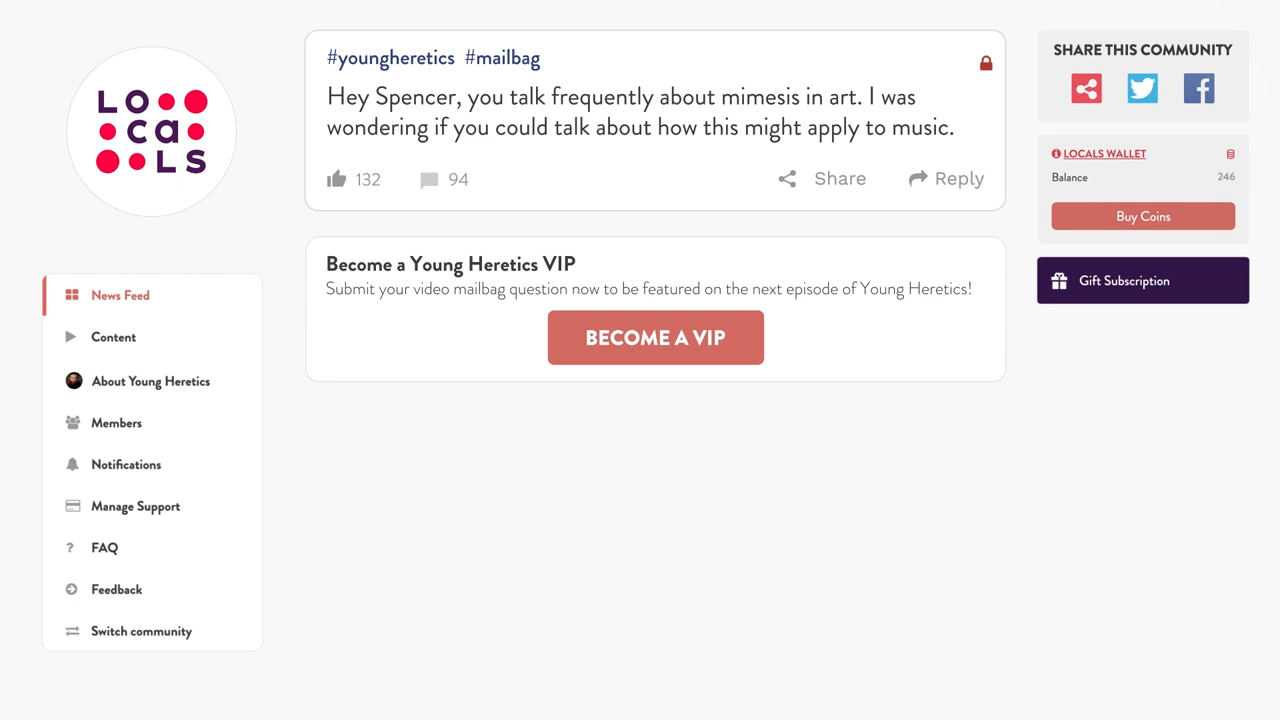 LOCALS
News Feed
Content
About Young Heretics
Members
Notifications
Manage Support
? FAQ
Feedback
Switch community
#youngheretics #mailbag
Hey Spencer, you talk frequently about mimesis in art. I was
wondering if you could talk about how this might apply to music.
132 94 Share Reply
Become a Young Heretics VIP
Submit your video mailbag question now to be featured on the next episode of Young Heretics!
BECOME A VIP
SHARE THIS COMMUNITY
LOCALS WALLET
Balance 246
Buy Coins
Gift Subscription